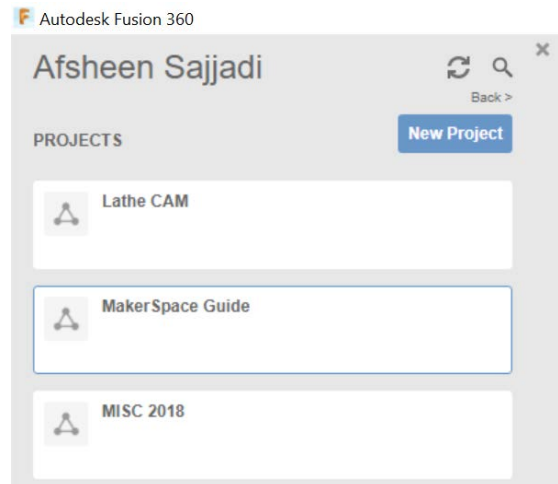 Autodesk Fusion 360
Afsheen Sajjadi
Back >
PROJECTS
New Project
Lathe CAM
MakerSpace Guide
MISC 2018